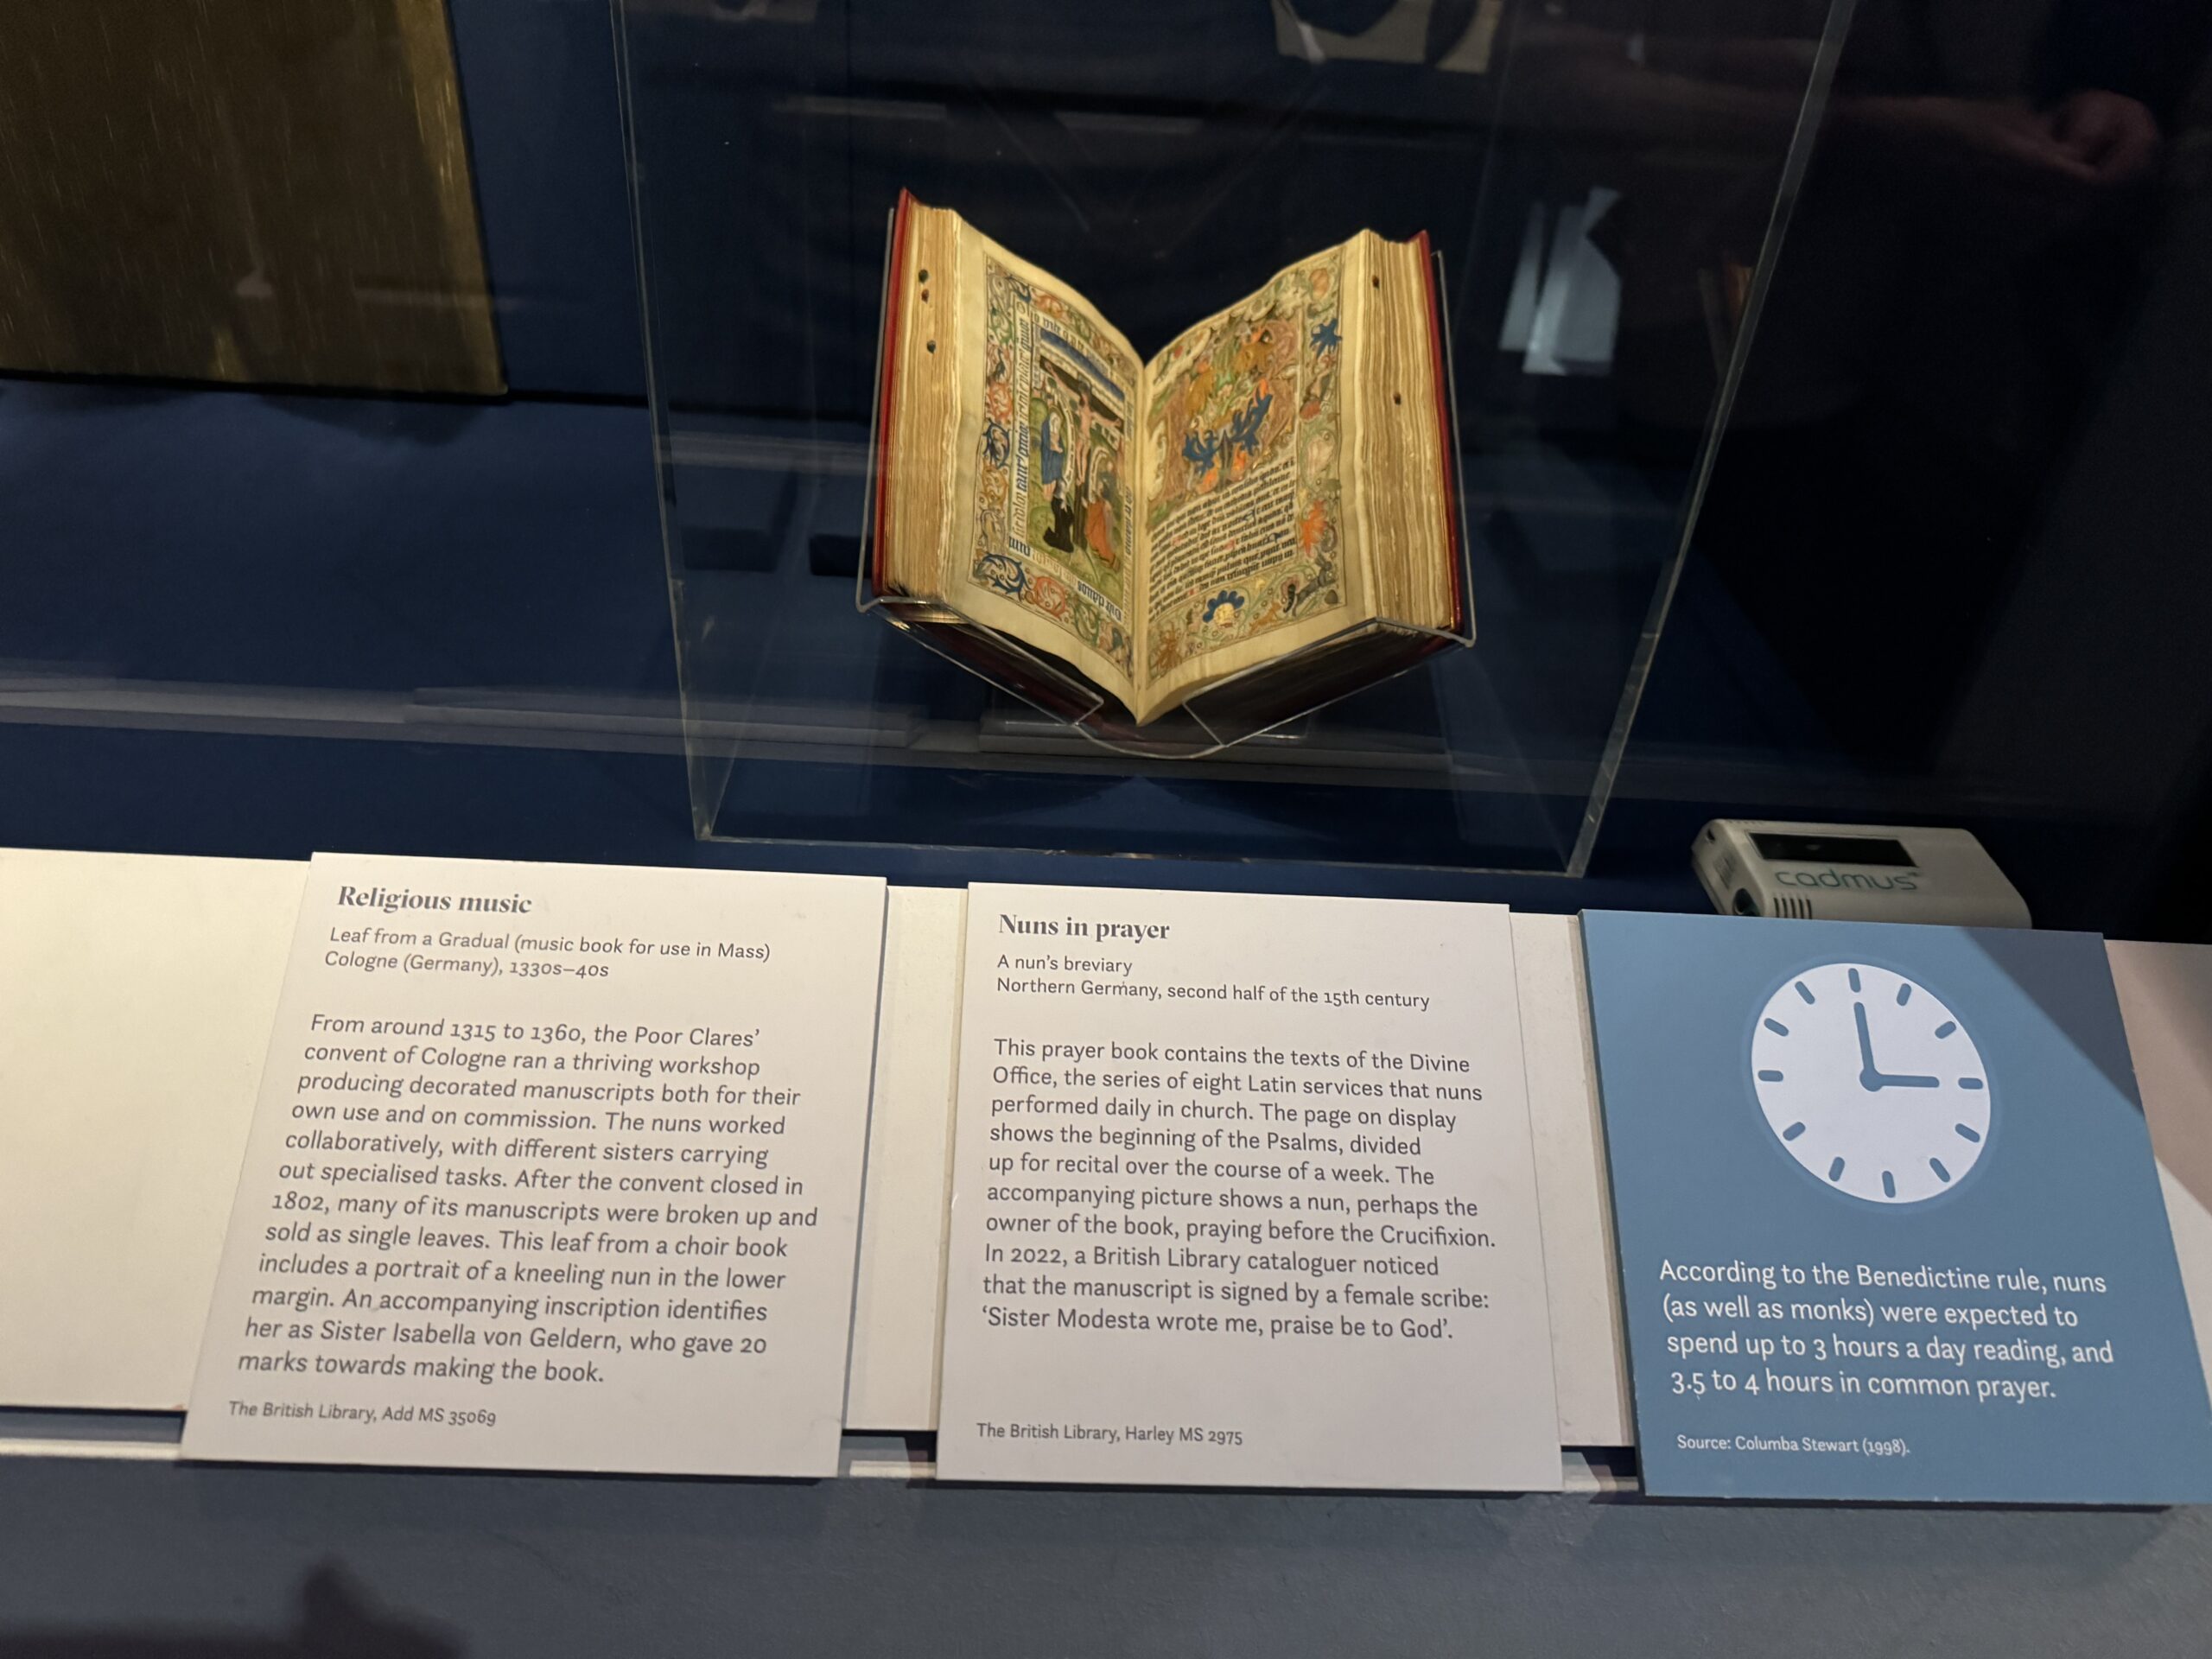 cadmus
Religious music
Leaf from a Gradual (music book for use in Mass)
Cologne (Germany), 1330s–40s
From around 1315 to 1360, the Poor Clares’
convent of Cologne ran a thriving workshop
producing decorated manuscripts both for their
own use and on commission. The nuns worked
collaboratively, with different sisters carrying
out specialised tasks. After the convent closed in
1802, many of its manuscripts were broken up and
sold as single leaves. This leaf from a choir book
includes a portrait of a kneeling nun in the lower
margin. An accompanying inscription identifies
her as Sister Isabella von Geldern, who gave 20
marks towards making the book.
The British Library, Add MS 35069
Nuns in prayer
A nun’s breviary
Northern Germany, second half of the 15th century
This prayer book contains the texts of the Divine
Office, the series of eight Latin services that nuns
performed daily in church. The page on display
shows the beginning of the Psalms, divided
up for recital over the course of a week. The
accompanying picture shows a nun, perhaps the
owner of the book, praying before the Crucifixion.
In 2022, a British Library cataloguer noticed
that the manuscript is signed by a female scribe:
‘Sister Modesta wrote me, praise be to God’.
The British Library, Harley MS 2975
According to the Benedictine rule, nuns
(as well as monks) were expected to
spend up to 3 hours a day reading, and
3.5 to 4 hours in common prayer.
Source: Columba Stewart (1998).